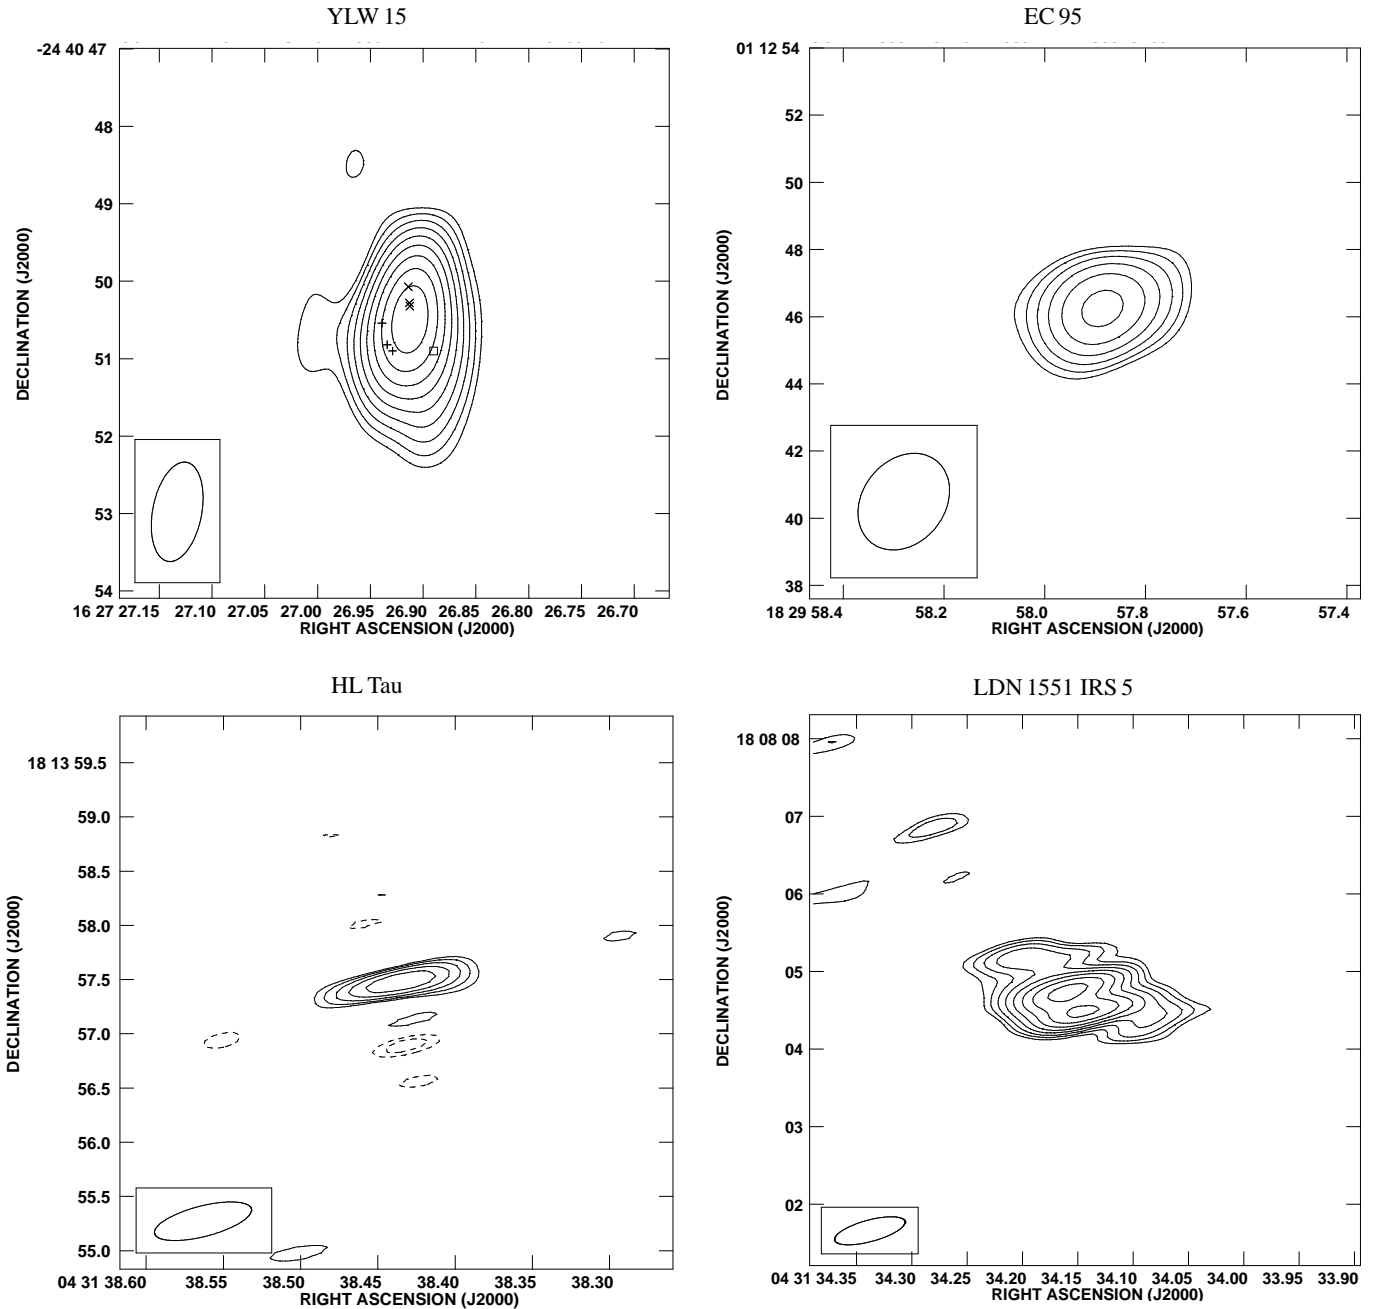 YLW 15
-24 40 47
48
49
50
51
52
53
54
DECLINATION (J2000)
16 27 27.15 27.10 27.05 27.00 26.95 26.90 26.85 26.80 26.75 26.70
RIGHT ASCENSION (J2000)
EC 95
01 12 54
52
50
48
46
44
42
40
38
DECLINATION (J2000)
18 29 58.4 58.2 58.0 57.8 57.6 57.4
RIGHT ASCENSION (J2000)
HL Tau
18 13 59.5
59.0
58.5
58.0
57.5
57.0
56.5
56.0
55.5
55.0
DECLINATION (J2000)
04 31 38.60 38.55 38.50 38.45 38.40 38.35 38.30
RIGHT ASCENSION (J2000)
LDN 1551 IRS 5
18 08 08
07
06
05
04
03
02
DECLINATION (J2000)
04 31 34.35 34.30 34.25 34.20 34.15 34.10 34.05 34.00 33.95 33.90
RIGHT ASCENSION (J2000)